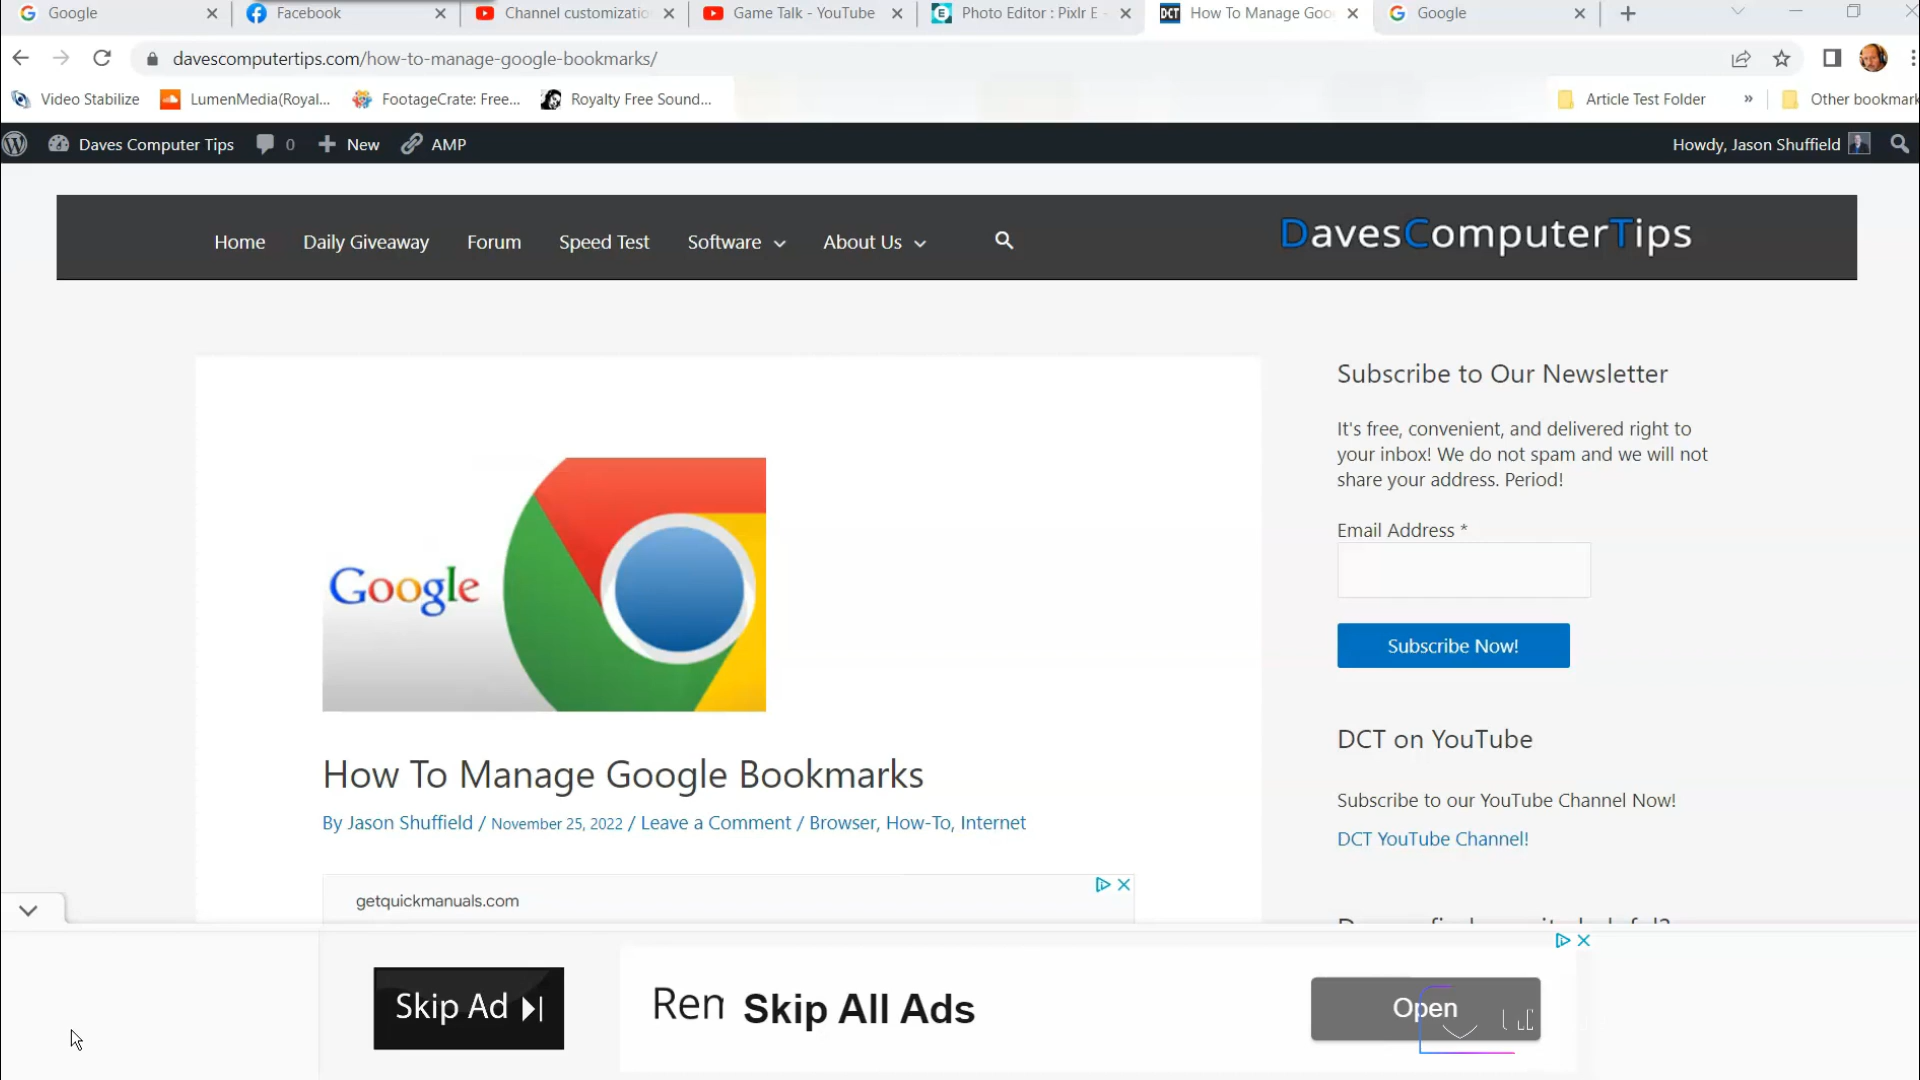 Google
Facebook
Channel customizatio
Game Talk - YouTube
Photo Editor : Pixlr E -
DCT
How To Manage Goo
Google
davescomputertips.com/how-to-manage-google-bookmarks/
Video Stabilize
LumenMedia(Royal...
FootageCrate: Free...
Royalty Free Sound...
Article Test Folder
»
Other bookmark
Daves Computer Tips
0
New
AMP
Howdy, Jason Shuffield
Home
Daily Giveaway
Forum
Speed Test
Software
About Us
DavesComputerTips
Subscribe to Our Newsletter
It's free, convenient, and delivered right to
your inbox! We do not spam and we will not
share your address. Period!
Email Address *
Google
Subscribe Now!
How To Manage Google Bookmarks
By Jason Shuffield / November 25, 2022 / Leave a Comment / Browser, How-To, Internet
DCT on YouTube
Subscribe to our YouTube Channel Now!
DCT YouTube Channel!
getquickmanuals.com
Skip Ad
Ren
Skip All Ads
Open